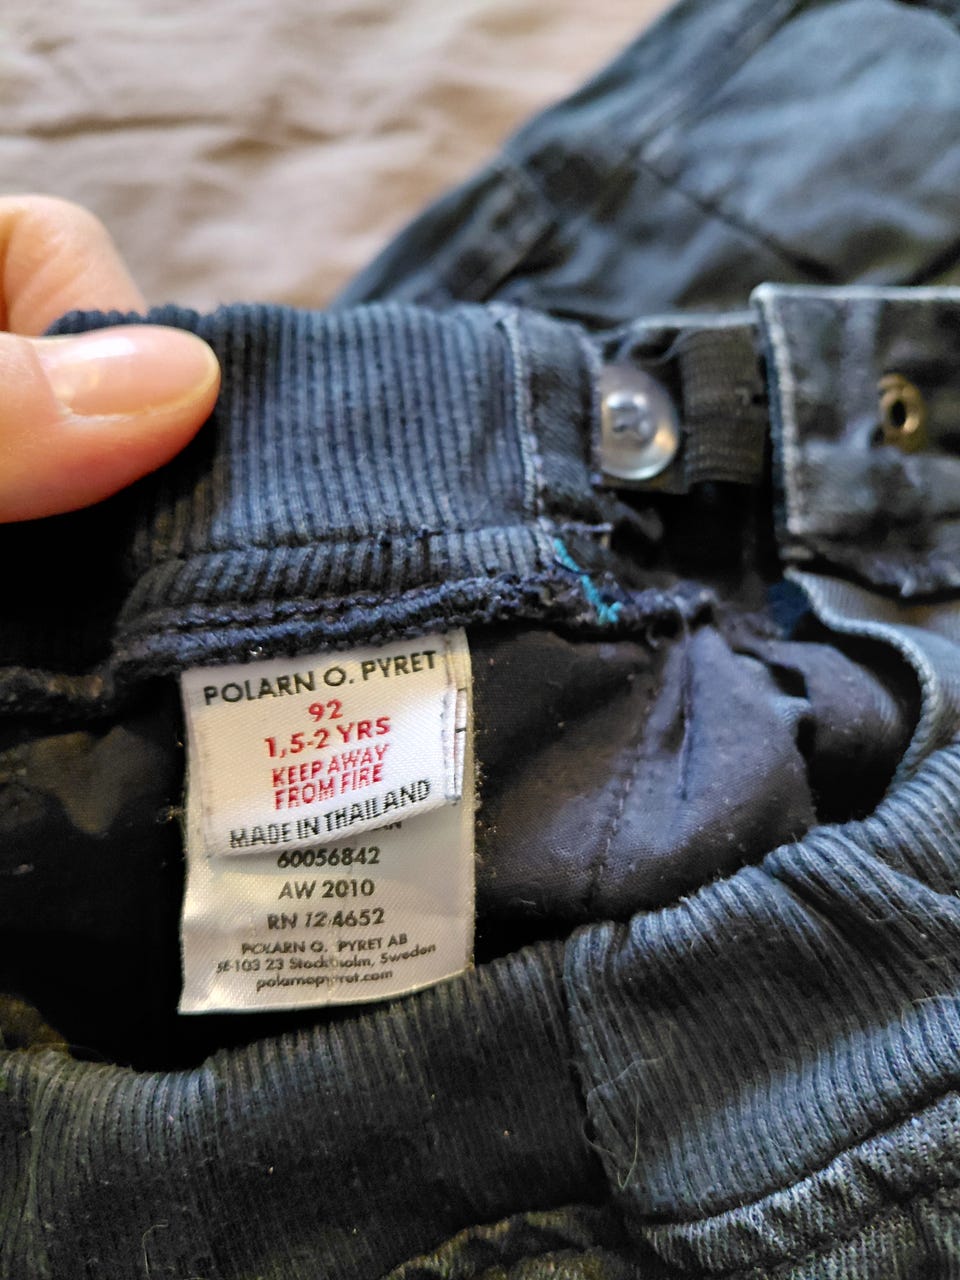 POLARN O. PYRET
92
1,5-2 YRS
KEEP AWAY
FROM FIRE
MADE IN THAILAND
60056842
AW 2010
RN 124652
POLARN O. PYRET AB
SE-103 23 Stockholm, Sweden
polarnopyret.com